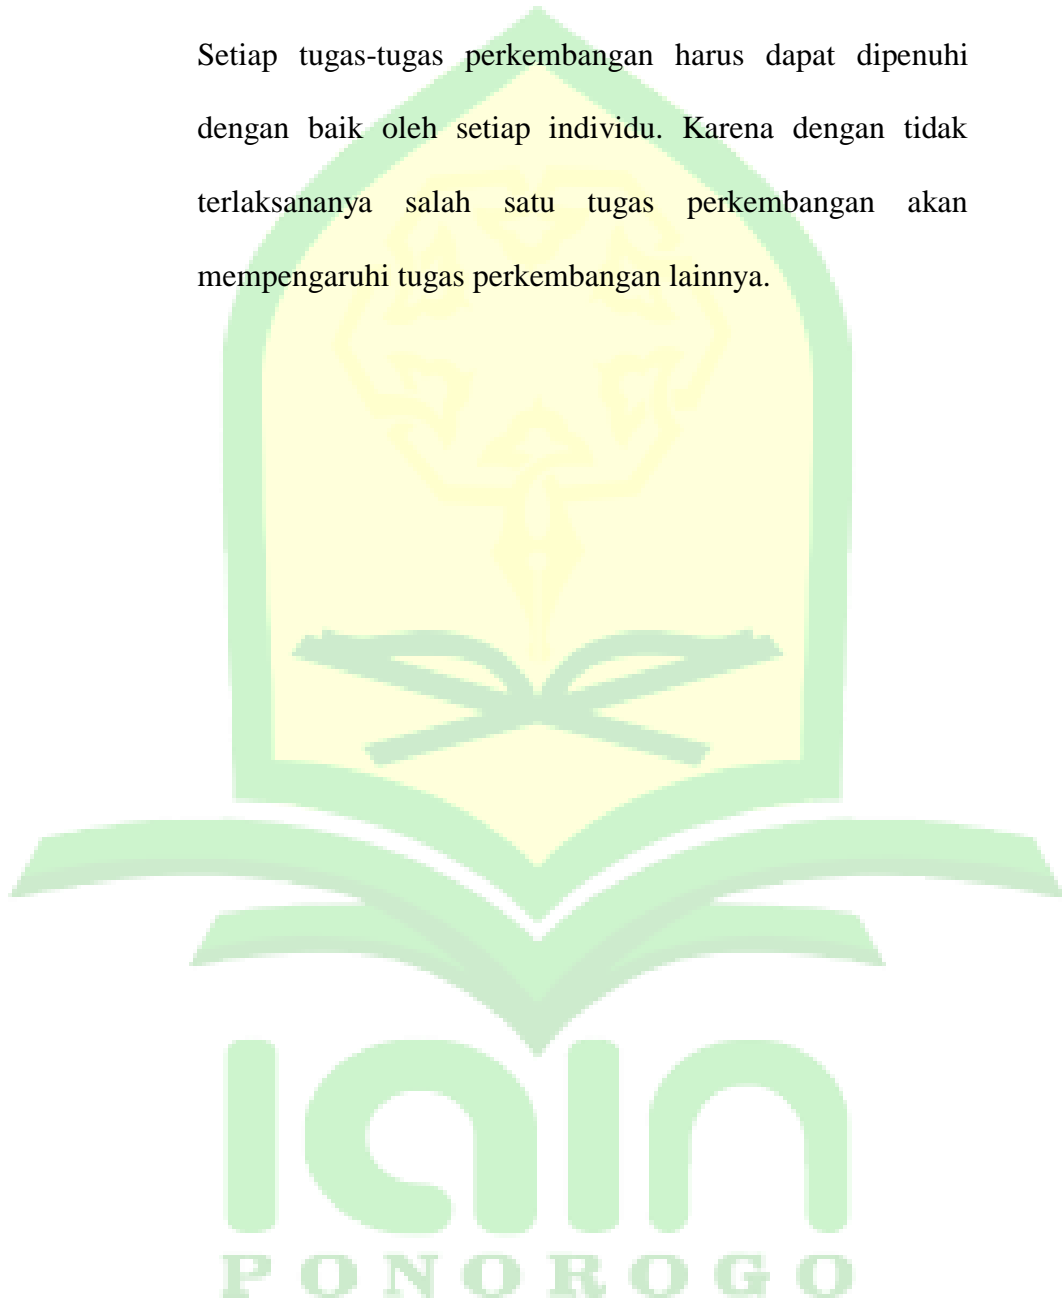 Setiap tugas-tugas perkembangan harus dapat dipenuhi
dengan baik oleh setiap individu. Karena dengan tidak
terlaksananya salah satu tugas perkembangan akan
mempengaruhi tugas perkembangan lainnya.
iain
PONOROGO